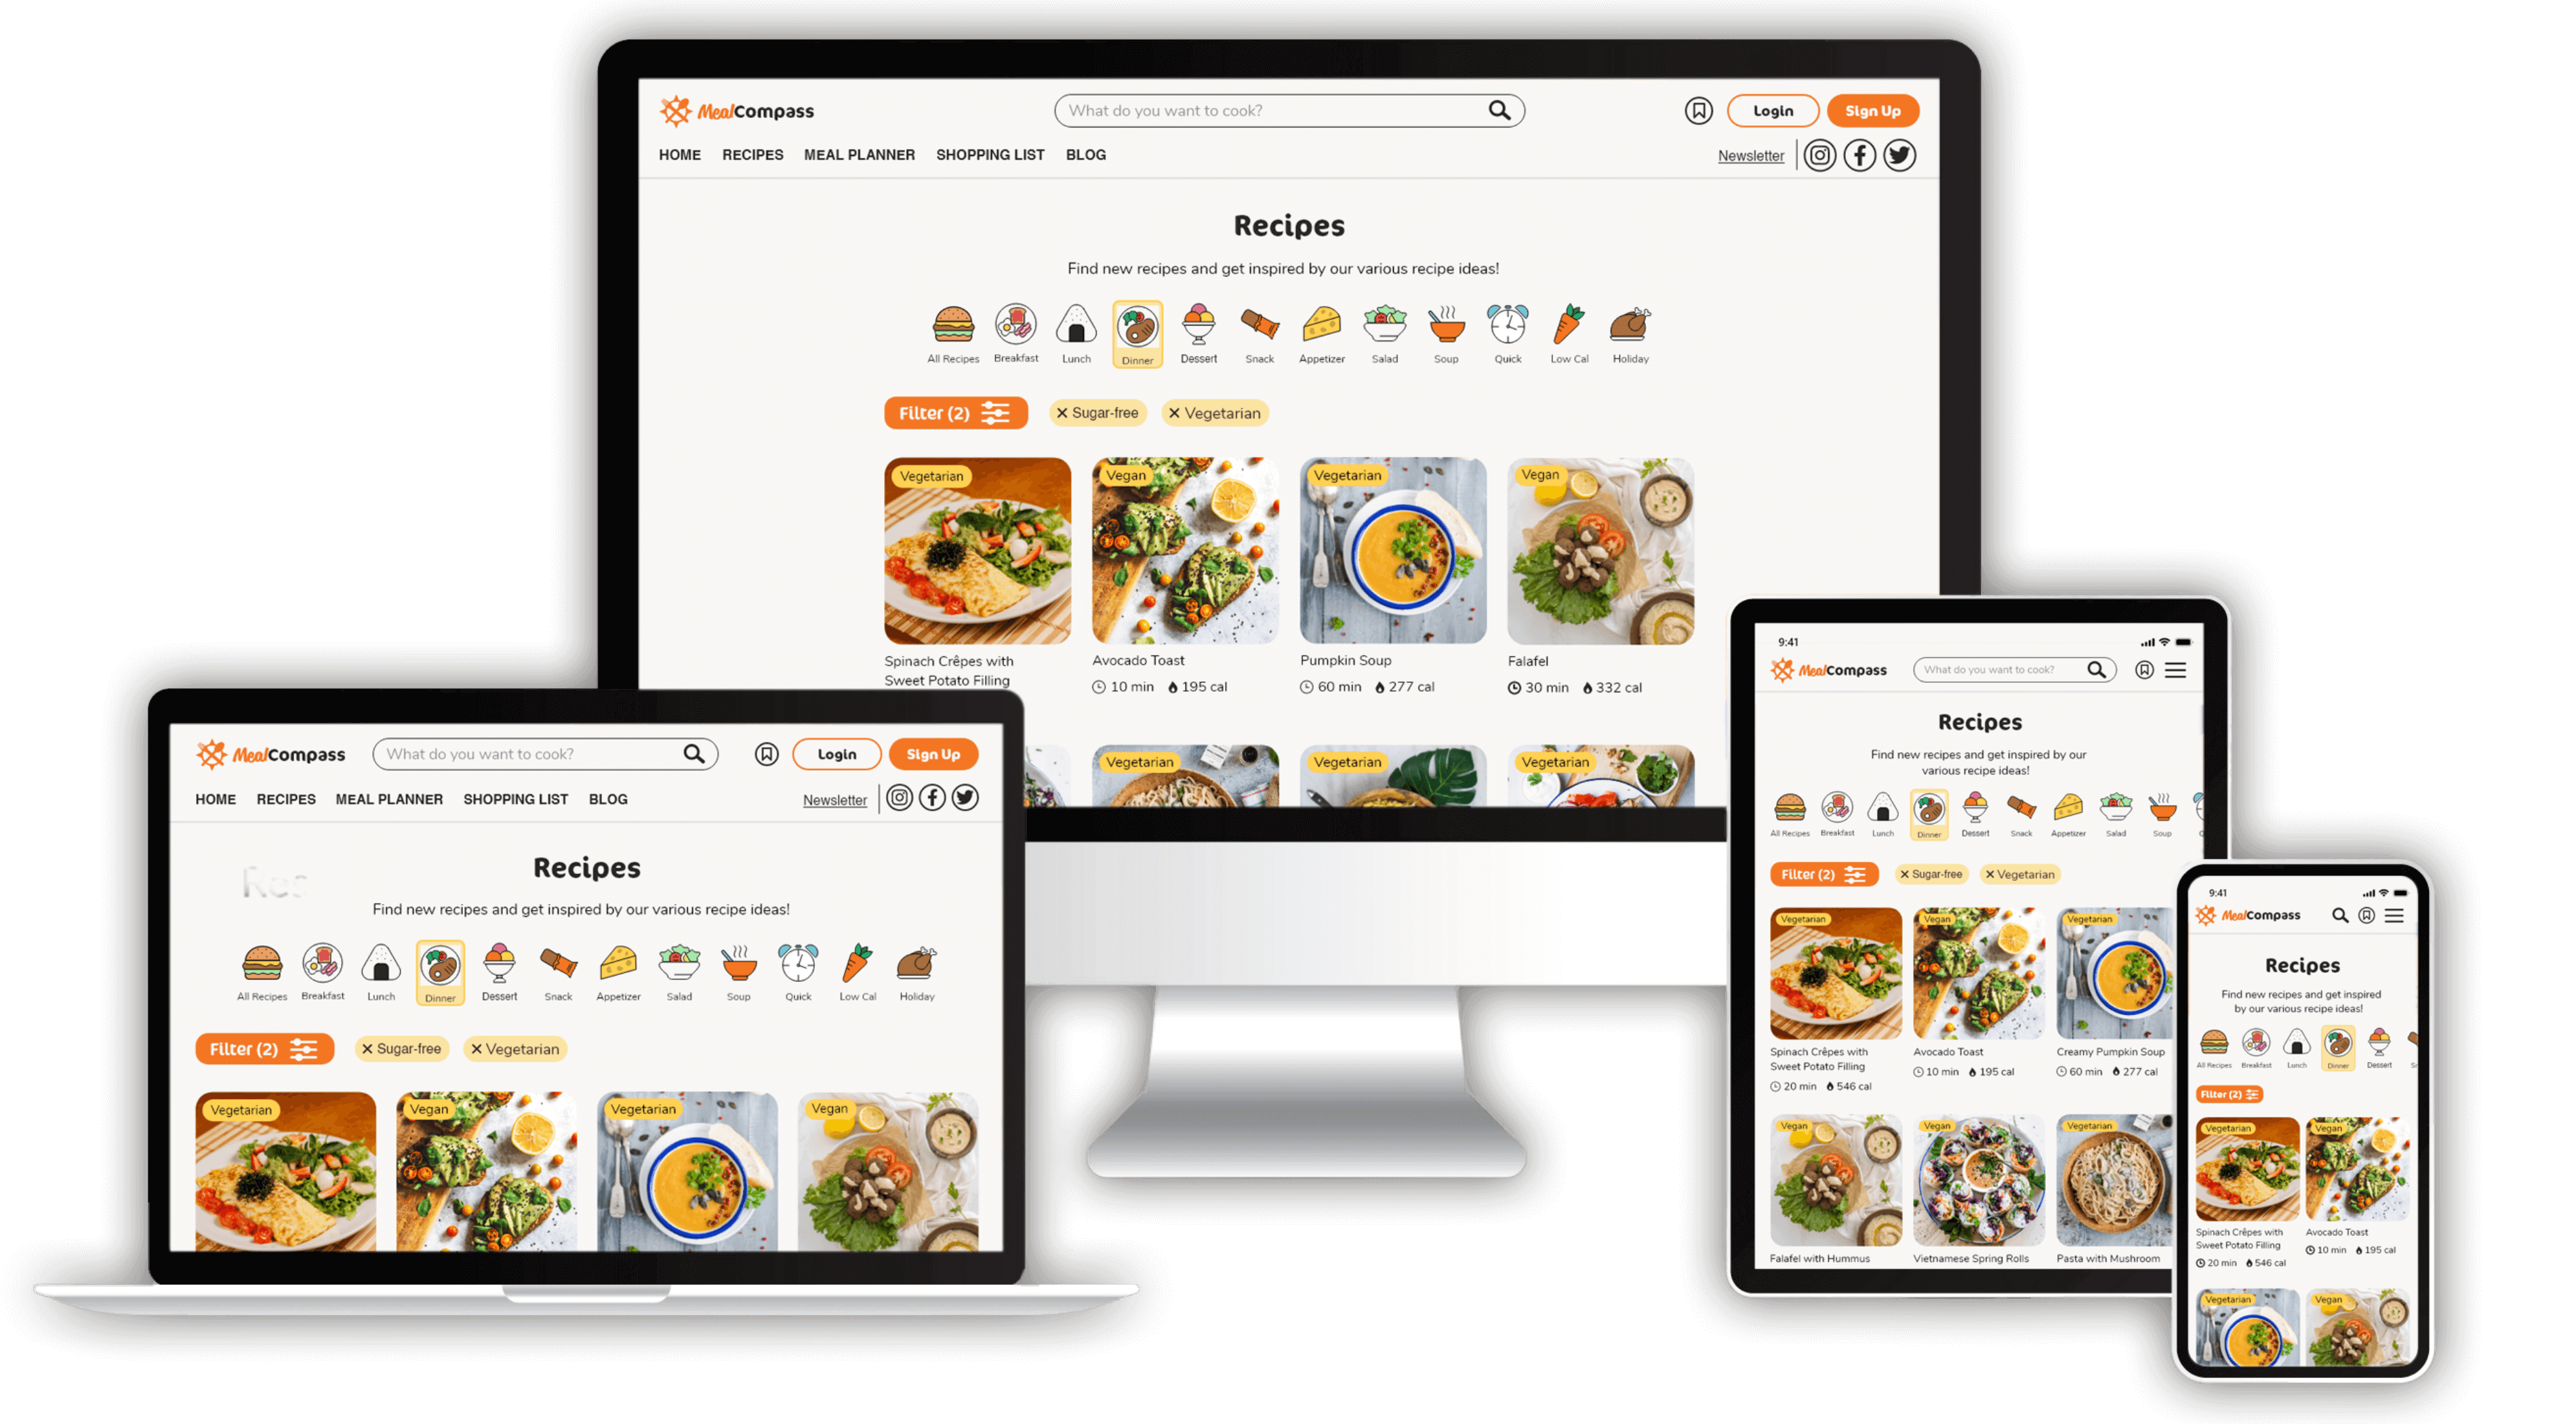 MealCompass
What do you want to cook?
Login
Sign Up
HOME RECIPES MEAL PLANNER SHOPPING LIST BLOG
Newsletter
Recipes
Find new recipes and get inspired by our various recipe ideas!
All Recipes Breakfast Lunch Dinner Dessert Snack Appetizer Salad Soup Quick Low Cal Holiday
Filter (2) × Sugar-free × Vegetarian
Vegetarian Vegan Vegetarian Vegan
Spinach Crêpes with
Sweet Potato Filling
Avocado Toast
10 min 195 cal
Pumpkin Soup
60 min 277 cal
Falafel
30 min 332 cal
Vegetarian Vegetarian Vegetarian
MealCompass
What do you want to cook?
Login
Sign Up
HOME RECIPES MEAL PLANNER SHOPPING LIST BLOG
Newsletter
Rec
Recipes
Find new recipes and get inspired by our various recipe ideas!
All Recipes Breakfast Lunch Dinner Dessert Snack Appetizer Salad Soup Quick Low Cal Holiday
Filter (2) × Sugar-free × Vegetarian
Vegetarian Vegan Vegetarian Vegan
9:41
MealCompass
What do you want to cook?
Recipes
Find new recipes and get inspired by our
various recipe ideas!
All Recipes Breakfast Lunch Dinner Dessert Snack Appetizer Salad Soup
Filter (2) × Sugar-free × Vegetarian
Vegetarian Vegan Vegetarian
Spinach Crêpes with
Sweet Potato Filling
20 min 546 cal
Avocado Toast
10 min 195 cal
Creamy Pumpkin Soup
60 min 277 cal
Vegan Vegan Vegetarian
Falafel with Hummus
Vietnamese Spring Rolls
Pasta with Mushroom
9:41
MealCompass
Recipes
Find new recipes and get inspired
by our various recipe ideas!
All Recipes Breakfast Lunch Dinner Dessert
Filter (2)
Vegetarian Vegan
Spinach Crêpes with
Sweet Potato Filling
20 min 546 cal
Avocado Toast
10 min 195 cal
Vegetarian Vegan